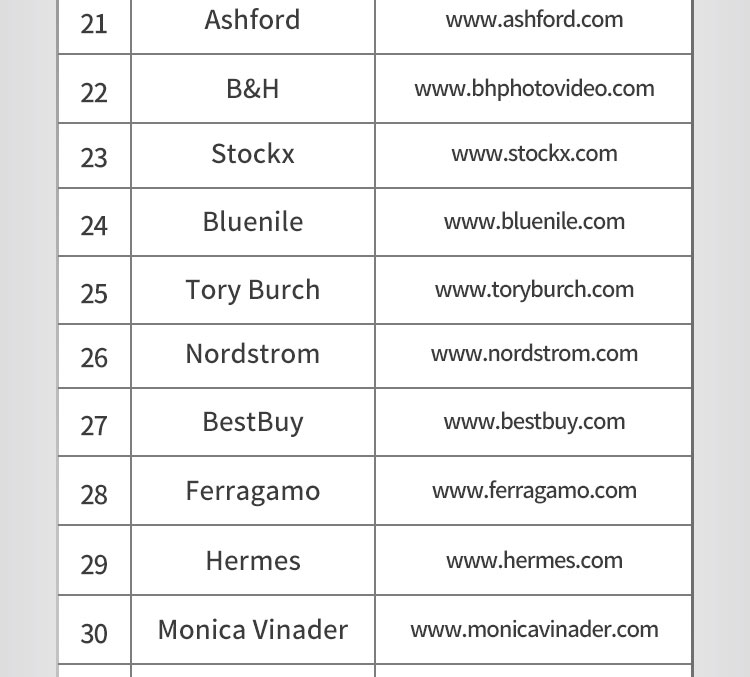 21 Ashford www.ashford.com
22 B&H www.bhphotovideo.com
23 Stockx www.stockx.com
24 Bluenile www.bluenile.com
25 Tory Burch www.toryburch.com
26 Nordstrom www.nordstrom.com
27 BestBuy www.bestbuy.com
28 Ferragamo www.ferragamo.com
29 Hermes www.hermes.com
30 Monica Vinader www.monicavinader.com